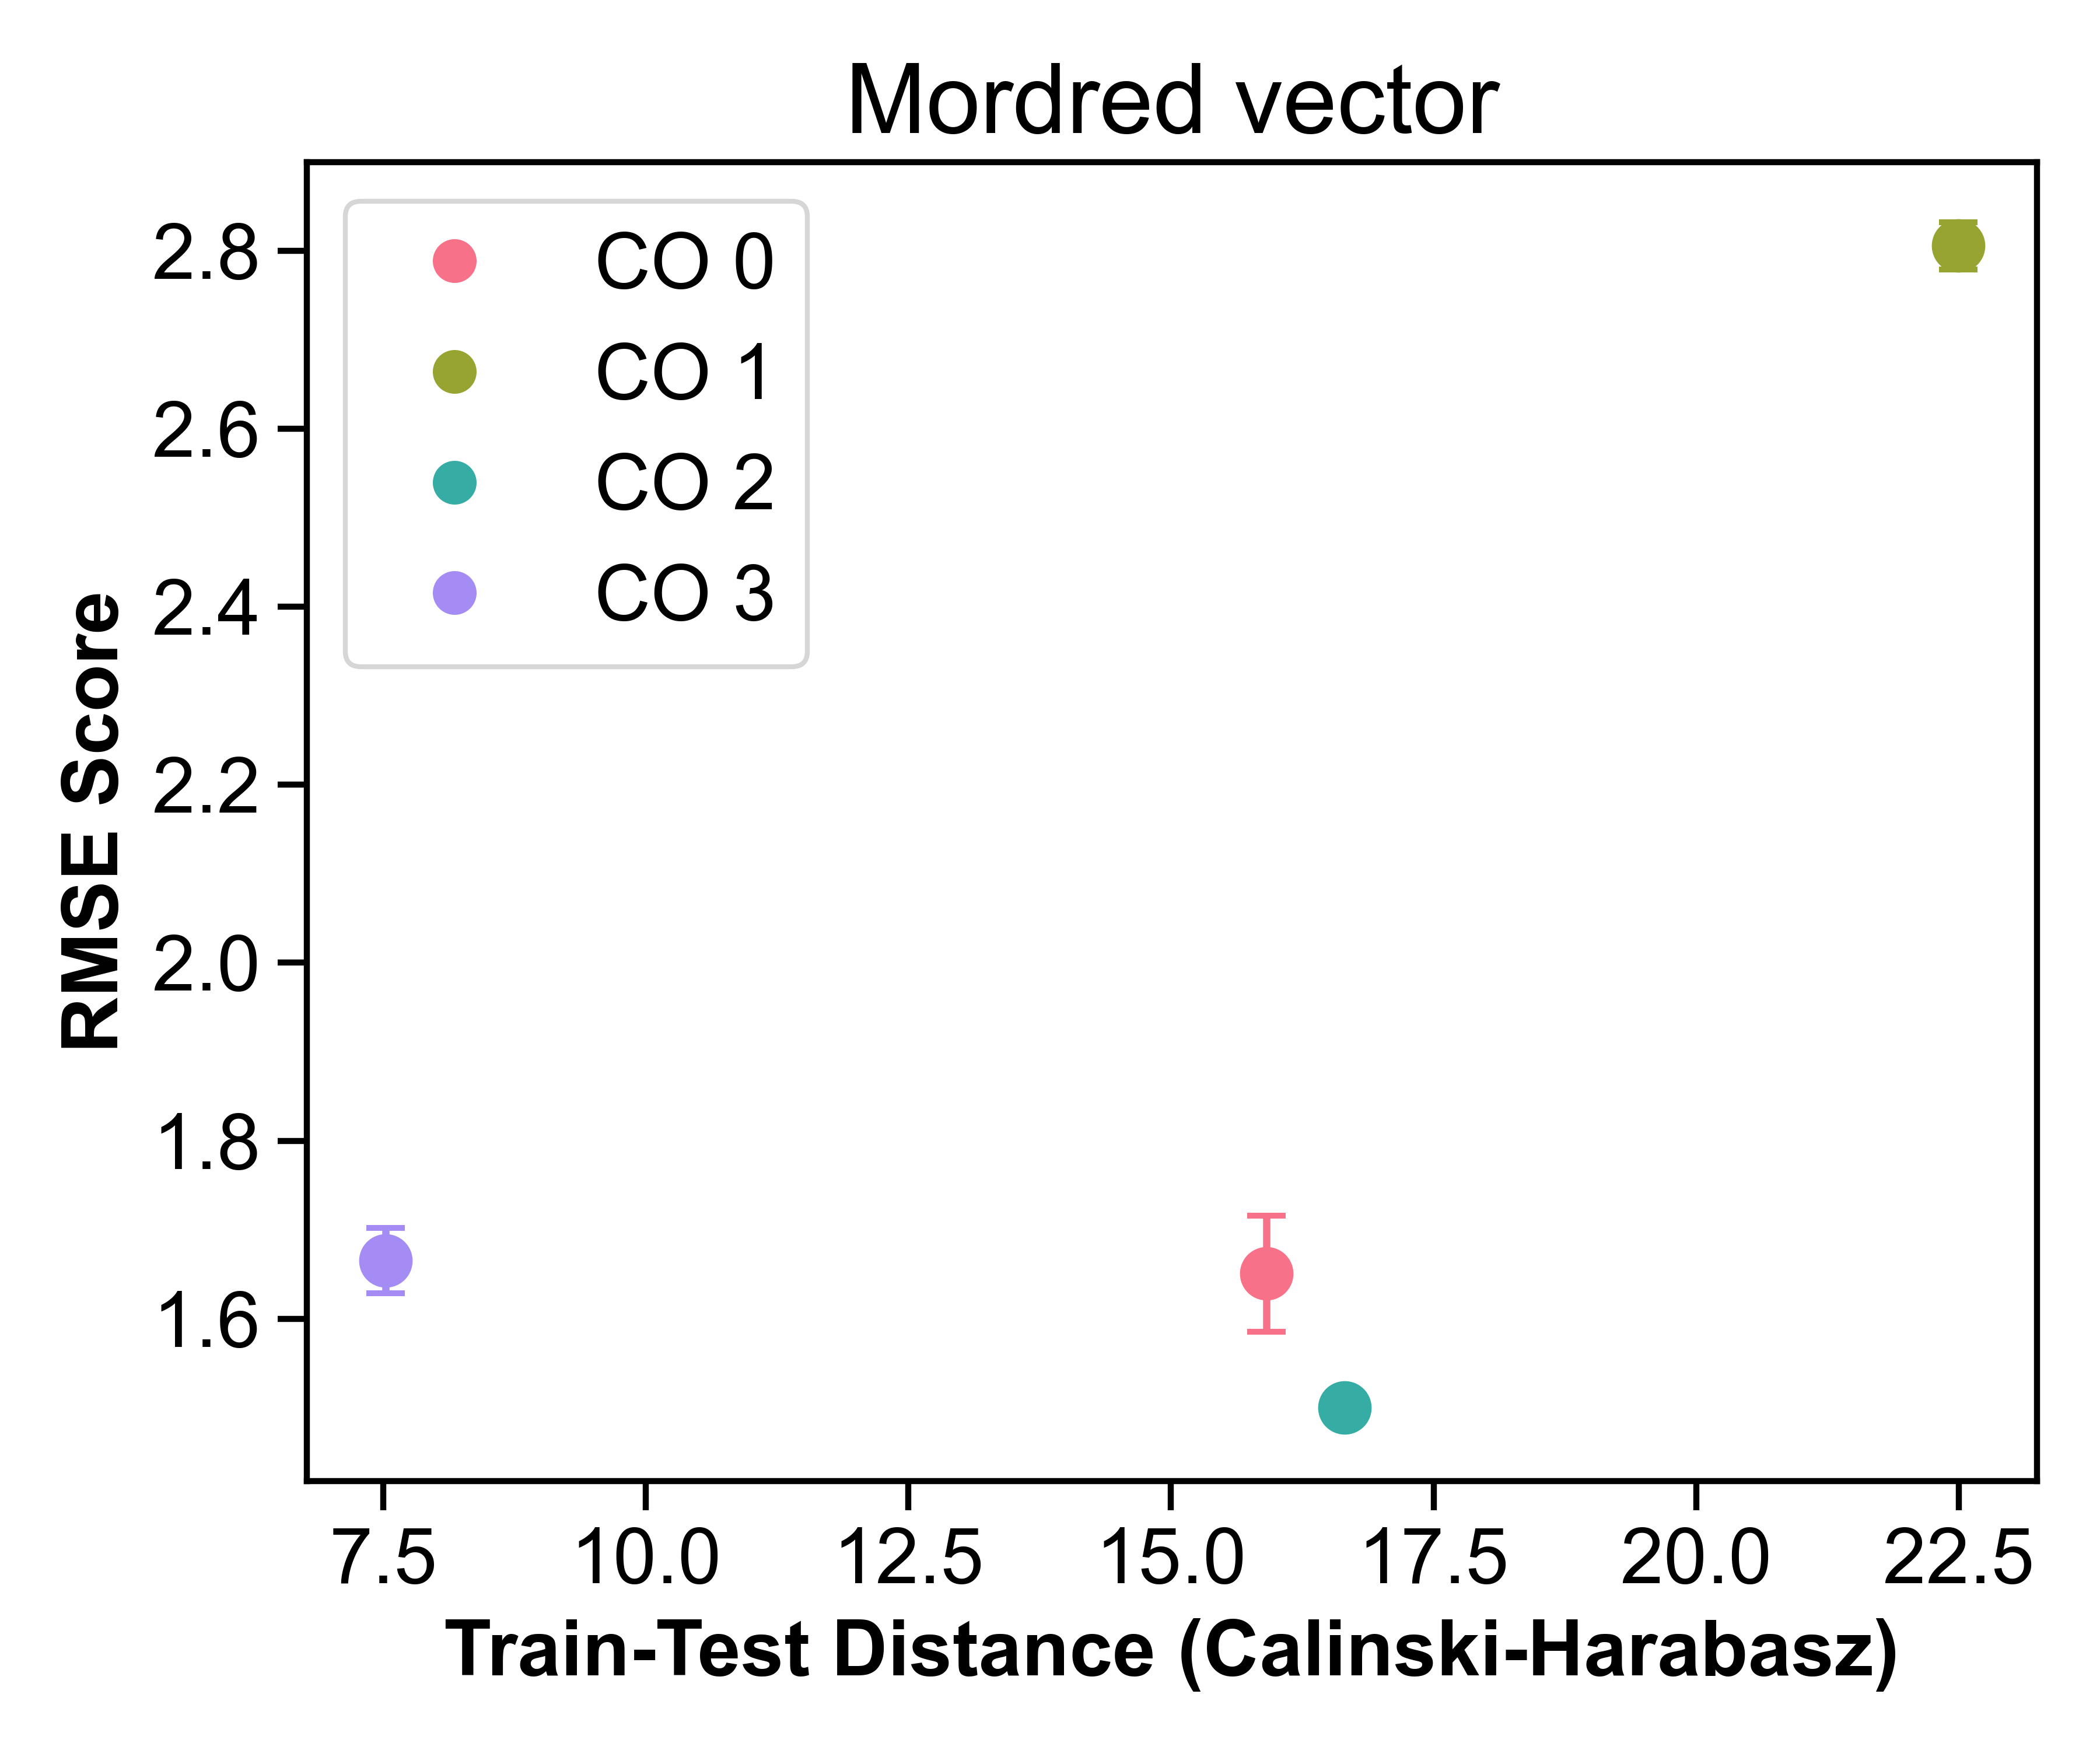 Mordred vector
CO 0
CO 1
CO 2
CO 3
RMSE Score
2.8
2.6
2.4
2.2
2.0
1.8
1.6
7.5 10.0 12.5 15.0 17.5 20.0 22.5
Train-Test Distance (Calinski-Harabasz)